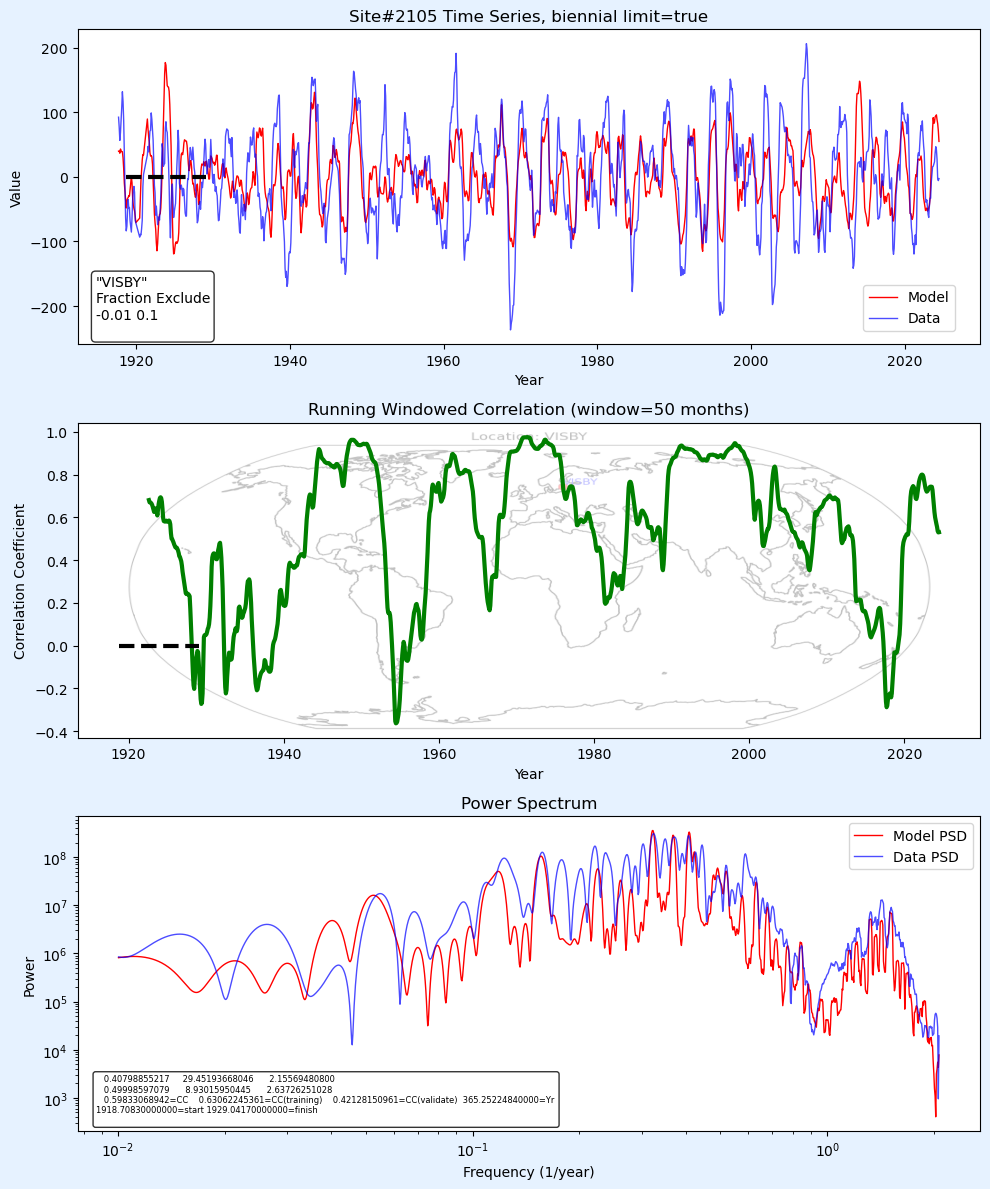 Site#2105 Time Series, biennial limit=true
200
100
0
−100
−200
Value
"VISBY"
Fraction Exclude
-0.01 0.1
Model
Data
1920 1940 1960 1980 2000 2020
Year
Running Windowed Correlation (window=50 months)
Location: VISBY
VISBY
1.0
0.8
0.6
0.4
0.2
0.0
−0.2
−0.4
Correlation Coefficient
1920 1940 1960 1980 2000 2020
Year
Power Spectrum
Model PSD
Data PSD
10⁸
10⁷
10⁶
10⁵
10⁴
10³
Power
0.40798855217 29.45193668046 2.15569480800
0.49998597079 8.93015950445 2.63726251028
0.59833068942=CC 0.63062245361=CC(training) 0.42128150961=CC(validate) 365.25224840000=Yr
1918.70830000000=start 1929.04170000000=finish
10⁻² 10⁻¹ 10⁰
Frequency (1/year)